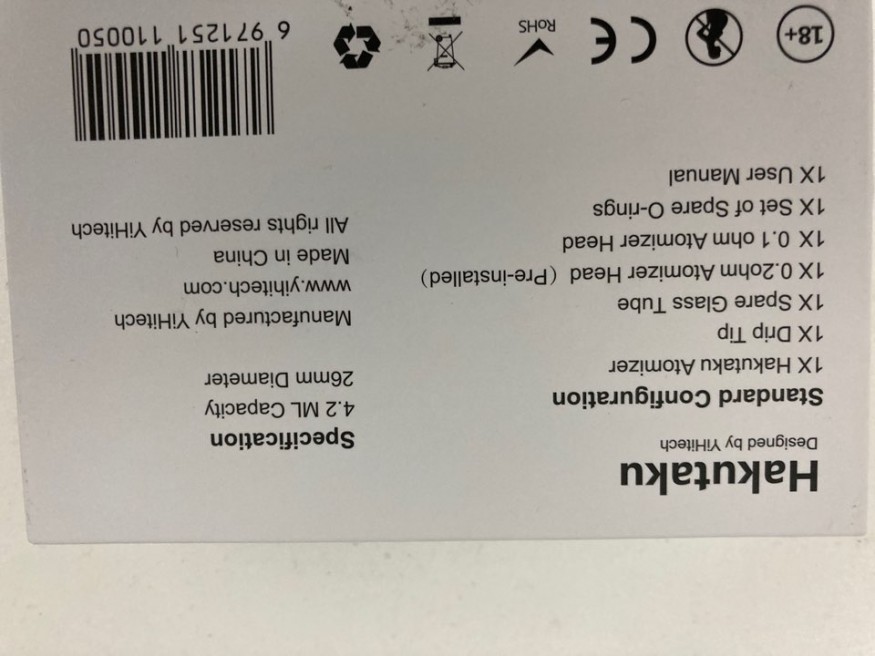 Hakutaku
Designed by YiHitech
Standard Configuration
1X Hakutaku Atomizer
1X Drip Tip
1X Spare Glass Tube
1X 0.2ohm Atomizer Head (Pre-installed)
1X 0.1 ohm Atomizer Head
1X Set of Spare O-rings
1X User Manual
Specification
4.2 ML Capacity
26mm Diameter
Manufactured by YiHitech
www.yihitech.com
Made in China
All rights reserved by YiHitech
18+
CE
RoHS
6 971251 110050